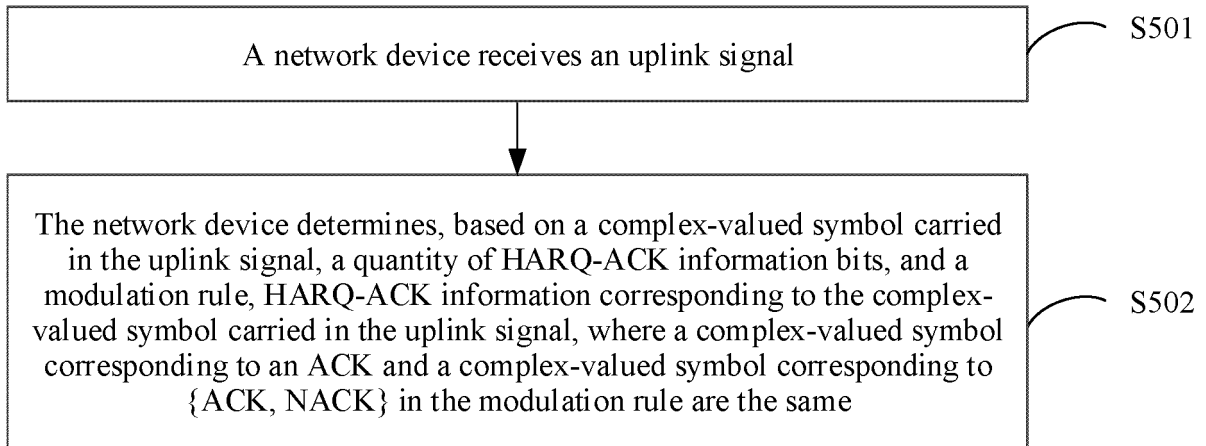 A network device receives an uplink signal
S501
The network device determines, based on a complex-valued symbol carried
in the uplink signal, a quantity of HARQ-ACK information bits, and a
modulation rule, HARQ-ACK information corresponding to the complex-
valued symbol carried in the uplink signal, where a complex-valued symbol
corresponding to an ACK and a complex-valued symbol corresponding to
{ACK, NACK} in the modulation rule are the same
S502